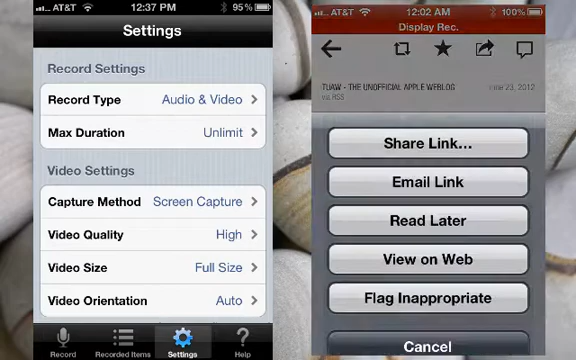 AT&T 12:37 PM 95%
Settings
Record Settings
Record Type Audio & Video
Max Duration Unlimit
Video Settings
Capture Method Screen Capture
Video Quality High
Video Size Full Size
Video Orientation Auto
Record Recorded Items Settings Help
AT&T 12:02 AM 100%
Display Rec.
TUAW - THE UNOFFICIAL APPLE WEBLOG June 23, 2012
via RSS
Share Link...
Email Link
Read Later
View on Web
Flag Inappropriate
Cancel